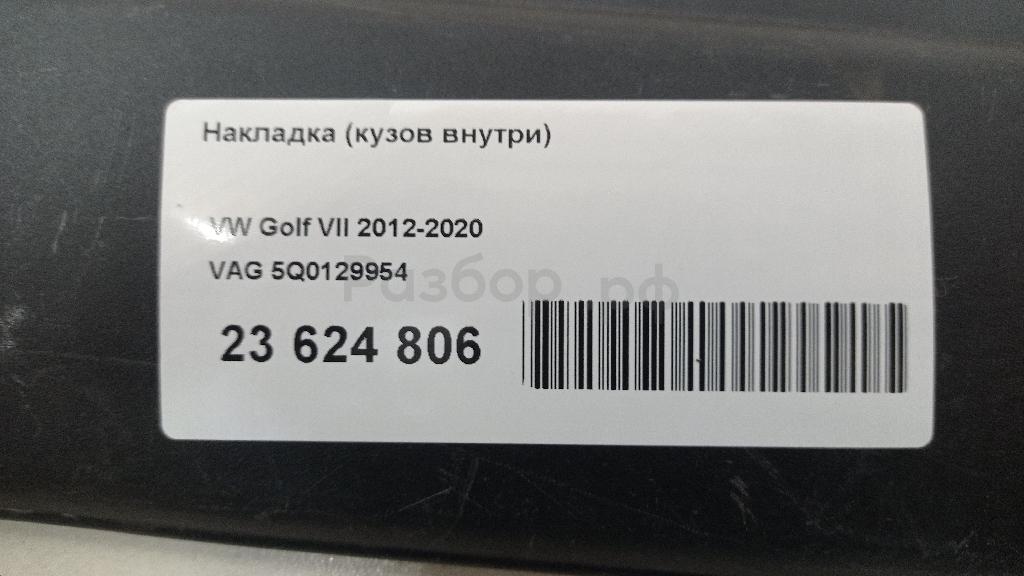 Накладка (кузов внутри)
VW Golf VII 2012-2020
VAG 5Q0129954
Разбор.рф
23 624 806